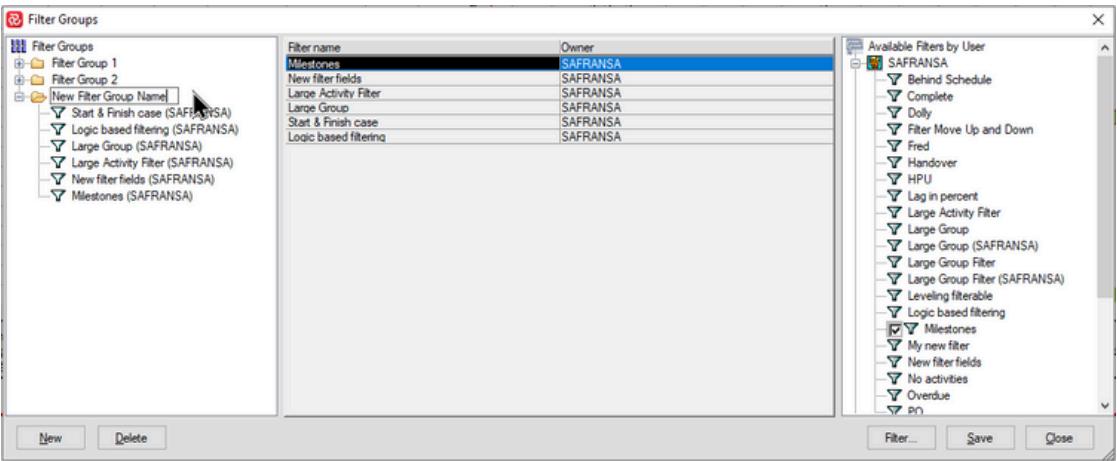 Filter Groups
Filter Groups
Filter Group 1
Filter Group 2
New Filter Group Name
Start & Finish case (SAFRANSA)
Logic based filtering (SAFRANSA)
Large Group (SAFRANSA)
Large Activity Filter (SAFRANSA)
New filter fields (SAFRANSA)
Milestones (SAFRANSA)
Filter name Owner
Milestones SAFRANSA
New filter fields SAFRANSA
Large Activity Filter SAFRANSA
Large Group SAFRANSA
Start & Finish case SAFRANSA
Logic based filtering SAFRANSA
Available Filters by User
SAFRANSA
Behind Schedule
Complete
Dolly
Filter Move Up and Down
Fred
Handover
HPU
Lag in percent
Large Activity Filter
Large Group
Large Group (SAFRANSA)
Large Group Filter
Large Group Filter (SAFRANSA)
Leveling filterable
Logic based filtering
Milestones
My new filter
New filter fields
No activities
Overdue
PO
New Delete Filter... Save Close